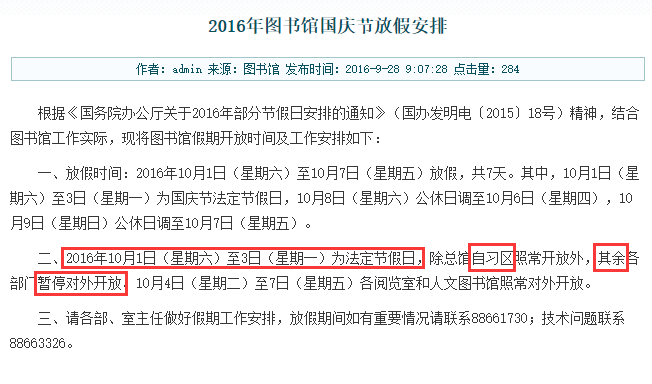 2016年图书馆国庆节放假安排
作者：admin 来源：图书馆 发布时间：2016-9-28 9:07:28 点击量：284
根据《国务院办公厅关于2016年部分节假日安排的通知》（国办发明电〔2015〕18号）精神，结合
图书馆工作实际，现将图书馆假期开放时间及工作安排如下：
一、放假时间：2016年10月1日（星期六）至10月7日（星期五）放假，共7天。其中，10月1日（星
期六）至3日（星期一）为国庆节法定节假日，10月8日（星期六）公休日调至10月6日（星期四），10
月9日（星期日）公休日调至10月7日（星期五）。
二、2016年10月1日（星期六）至3日（星期一）为法定节假日，除总馆自习区照常开放外，其余各
部门暂停对外开放。10月4日（星期二）至7日（星期五）各阅览室和人文图书馆照常对外开放。
三、请各部、室主任做好假期工作安排，放假期间如有重要情况请联系88661730；技术问题联系
88663326。